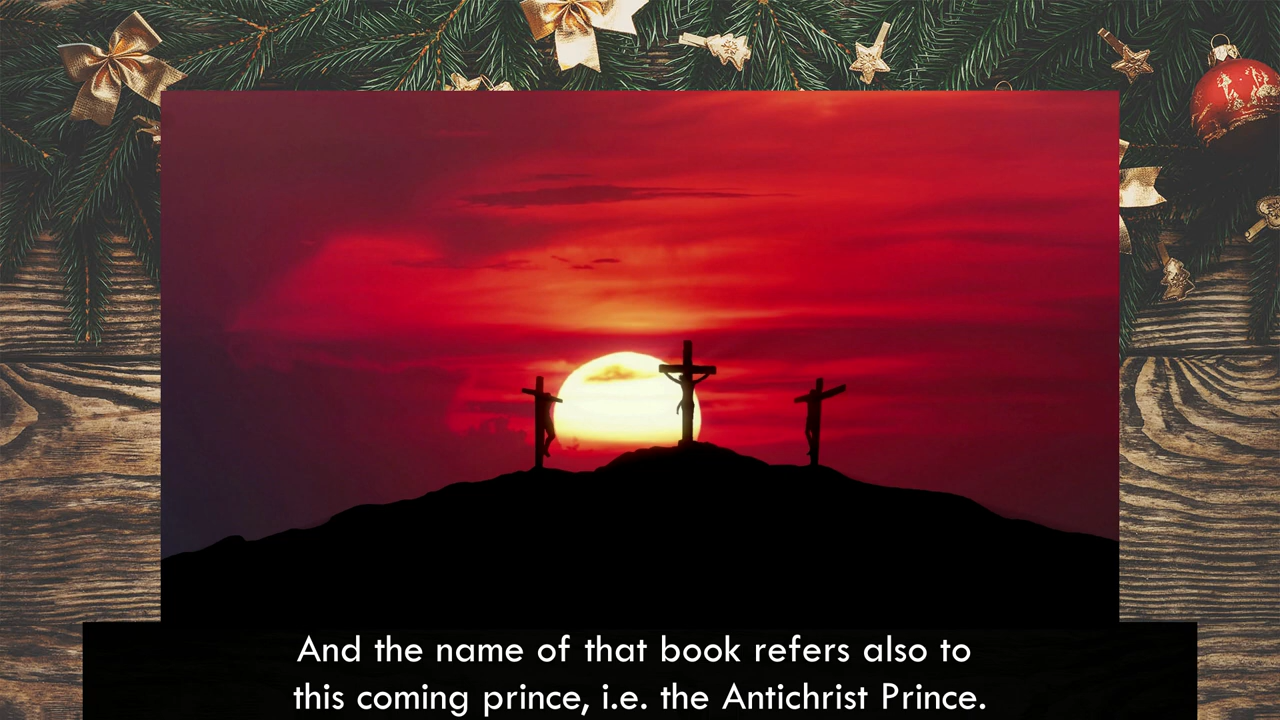 And the name of that book refers also to
this coming prince, i.e. the Antichrist Prince.